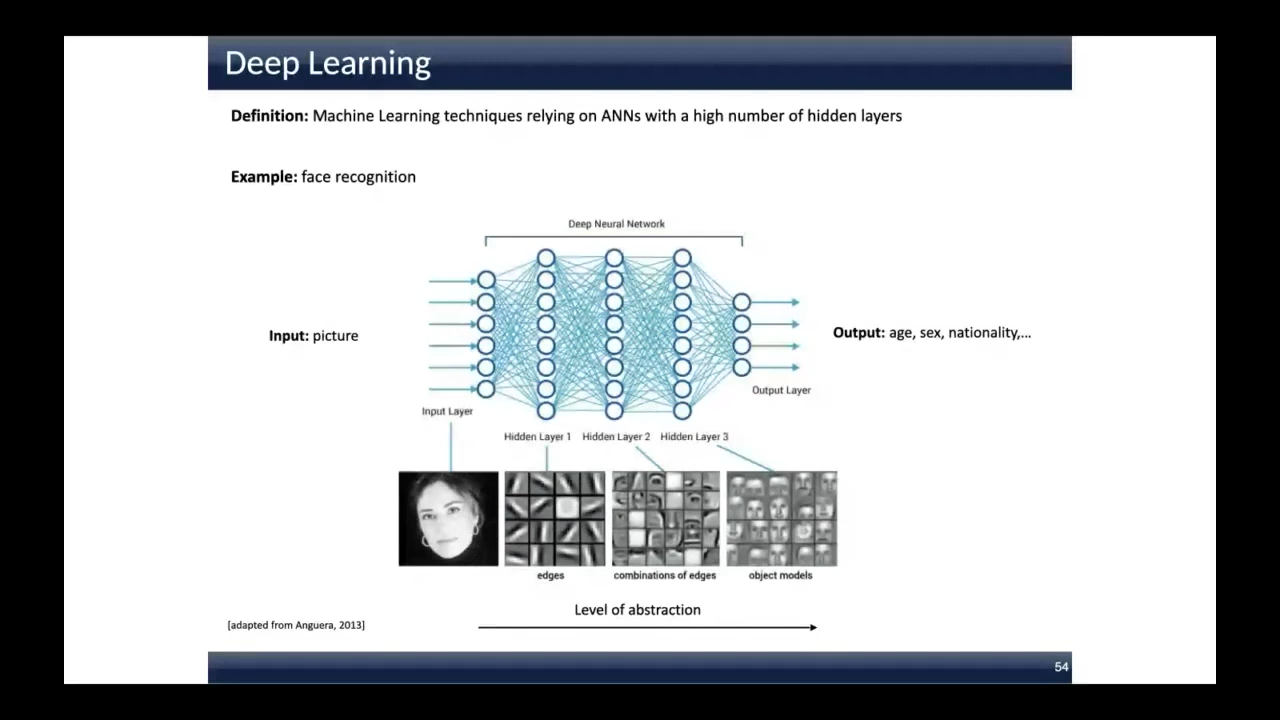 Deep Learning
Definition: Machine Learning techniques relying on ANNs with a high number of hidden layers
Example: face recognition
Deep Neural Network
Input: picture
Output: age, sex, nationality,...
Output Layer
Input Layer
Hidden Layer 1 Hidden Layer 2 Hidden Layer 3
edges combinations of edges object models
Level of abstraction
[adapted from Anguera, 2013]
54